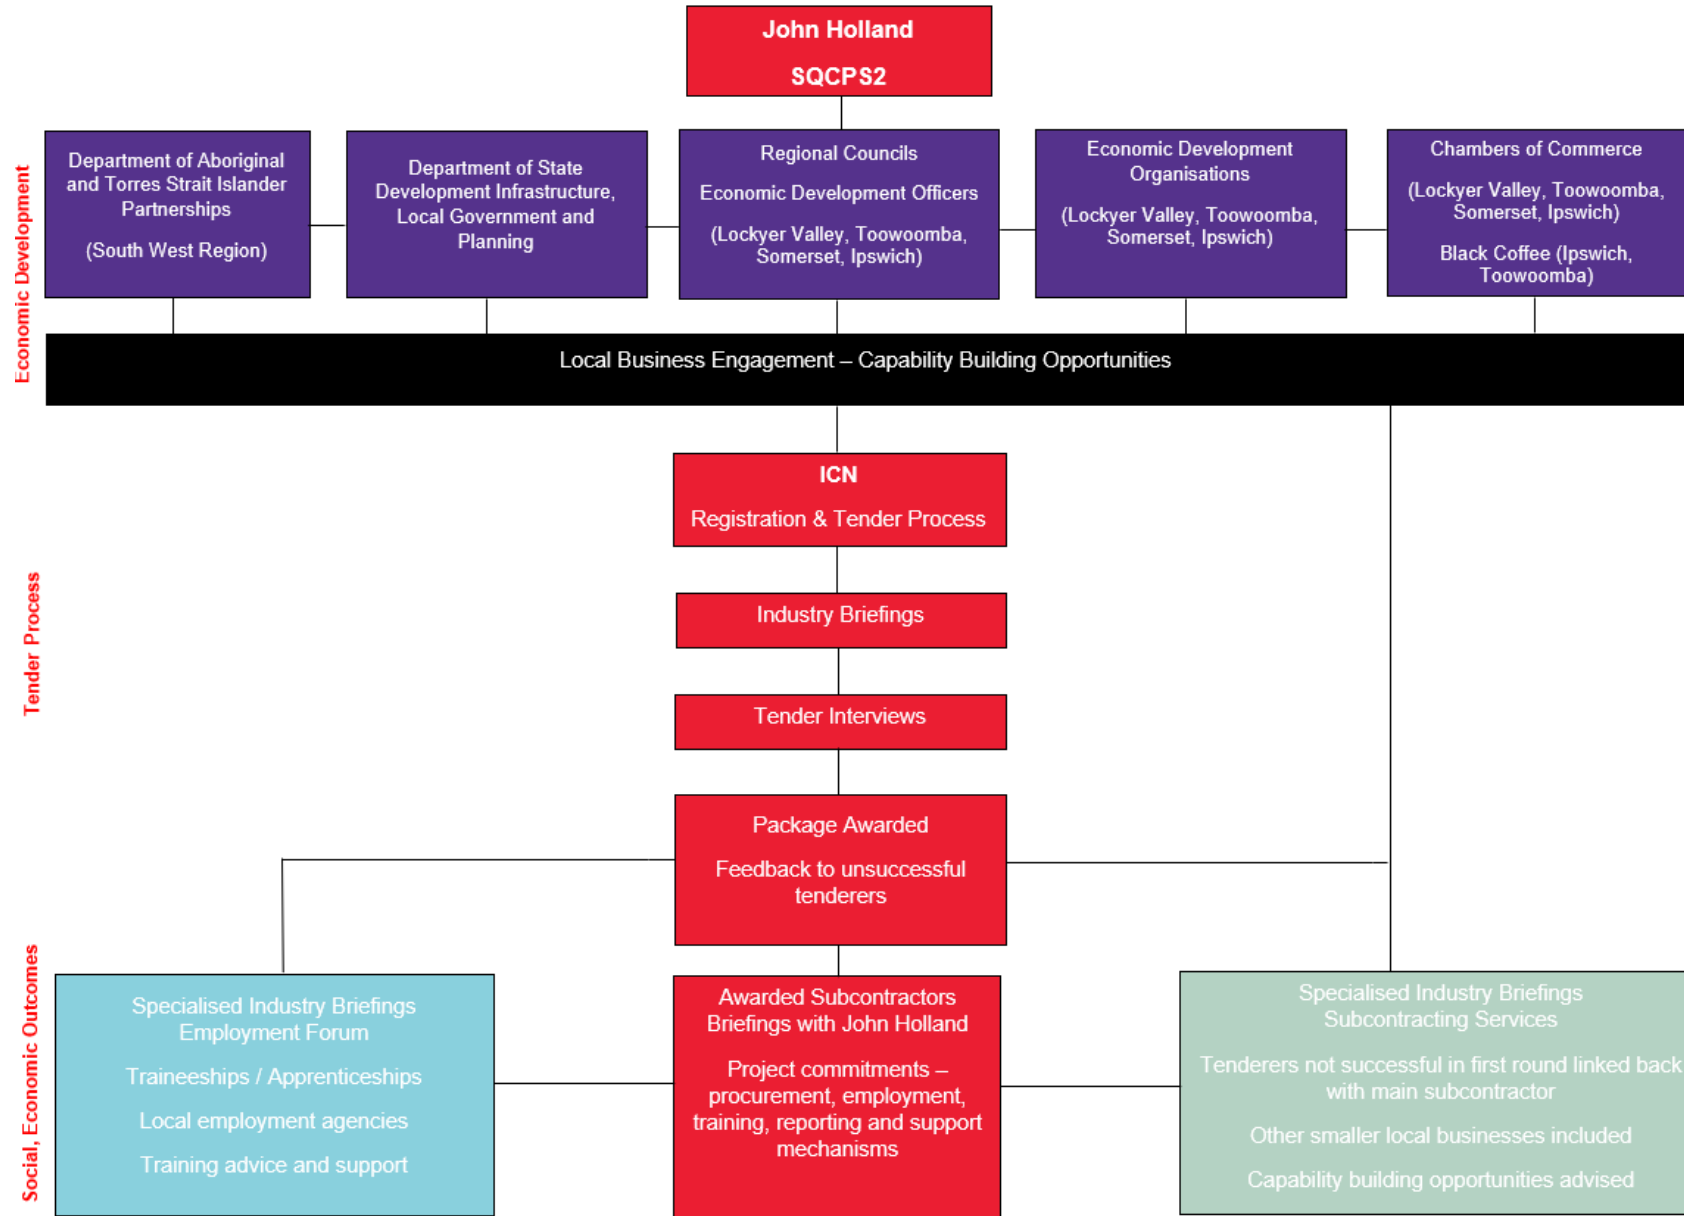 John Holland
SQCPS2
Economic Development
Department of Aboriginal
and Torres Strait Islander
Partnerships
(South West Region)
Department of State
Development Infrastructure,
Local Government and
Planning
Regional Councils
Economic Development Officers
(Lockyer Valley, Toowoomba,
Somerset, Ipswich)
Economic Development
Organisations
(Lockyer Valley, Toowoomba,
Somerset, Ipswich)
Chambers of Commerce
(Lockyer Valley, Toowoomba,
Somerset, Ipswich)
Black Coffee (Ipswich,
Toowoomba)
Local Business Engagement – Capability Building Opportunities
Tender Process
ICN
Registration & Tender Process
Industry Briefings
Tender Interviews
Package Awarded
Feedback to unsuccessful
tenderers
Social, Economic Outcomes
Specialised Industry Briefings
Employment Forum
Traineeships / Apprenticeships
Local employment agencies
Training advice and support
Awarded Subcontractors
Briefings with John Holland
Project commitments –
procurement, employment,
training, reporting and support
mechanisms
Specialised Industry Briefings
Subcontracting Services
Tenderers not successful in first round linked back
with main subcontractor
Other smaller local businesses included
Capability building opportunities advised